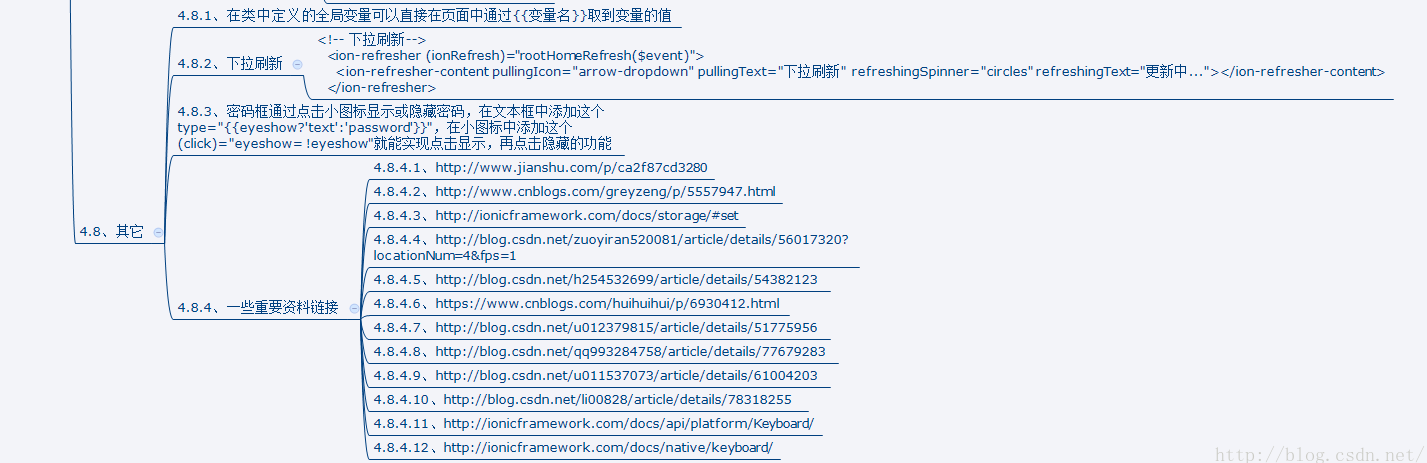 4.8.1、在类中定义的全局变量可以直接在页面中通过{{变量名}}取到变量的值
4.8.2、下拉刷新
<!-- 下拉刷新-->
<ion-refresher (ionRefresh)="rootHomeRefresh($event)">
<ion-refresher-content pullingIcon="arrow-dropdown" pullingText="下拉刷新" refreshingSpinner="circles" refreshingText="更新中..."></ion-refresher-content>
</ion-refresher>
4.8.3、密码框通过点击小图标显示或隐藏密码，在文本框中添加这个
type="{{eyeshow?'text':'password'}}"，在小图标中添加这个
(click)="eyeshow= !eyeshow"就能实现点击显示，再点击隐藏的功能
4.8、其它
4.8.4、一些重要资料链接
4.8.4.1、http://www.jianshu.com/p/ca2f87cd3280
4.8.4.2、http://www.cnblogs.com/greyzeng/p/5557947.html
4.8.4.3、http://ionicframework.com/docs/storage/#set
4.8.4.4、http://blog.csdn.net/zuoyiran520081/article/details/56017320?
locationNum=4&fps=1
4.8.4.5、http://blog.csdn.net/h254532699/article/details/54382123
4.8.4.6、https://www.cnblogs.com/huihuihui/p/6930412.html
4.8.4.7、http://blog.csdn.net/u012379815/article/details/51775956
4.8.4.8、http://blog.csdn.net/qq993284758/article/details/77679283
4.8.4.9、http://blog.csdn.net/u011537073/article/details/61004203
4.8.4.10、http://blog.csdn.net/li00828/article/details/78318255
4.8.4.11、http://ionicframework.com/docs/api/platform/Keyboard/
4.8.4.12、http://ionicframework.com/docs/native/keyboard/
http://blog.csdn.net/